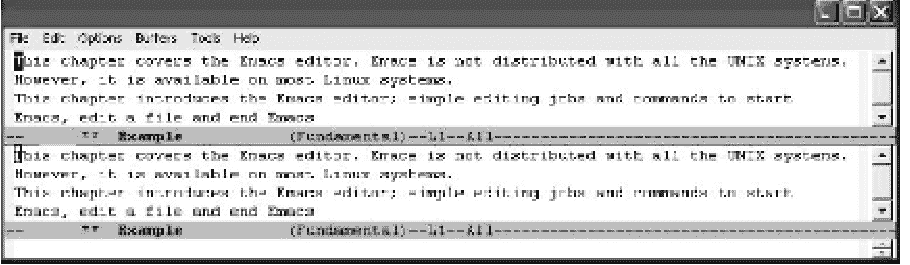 File Edit Options Buffers Tools Help
This chapter covers the Emacs editor. Emacs is not distributed with all the UNIX systems.
However, it is available on most Linux systems.
This chapter introduces the Emacs editor; simple editing jobs and commands to start
Emacs, edit a file and end Emacs
-- ** Example (Fundamental)--L1--All--------------------------------------------
This chapter covers the Emacs editor. Emacs is not distributed with all the UNIX systems.
However, it is available on most Linux systems.
This chapter introduces the Emacs editor; simple editing jobs and commands to start
Emacs, edit a file and end Emacs
-- ** Example (Fundamental)--L1--All--------------------------------------------